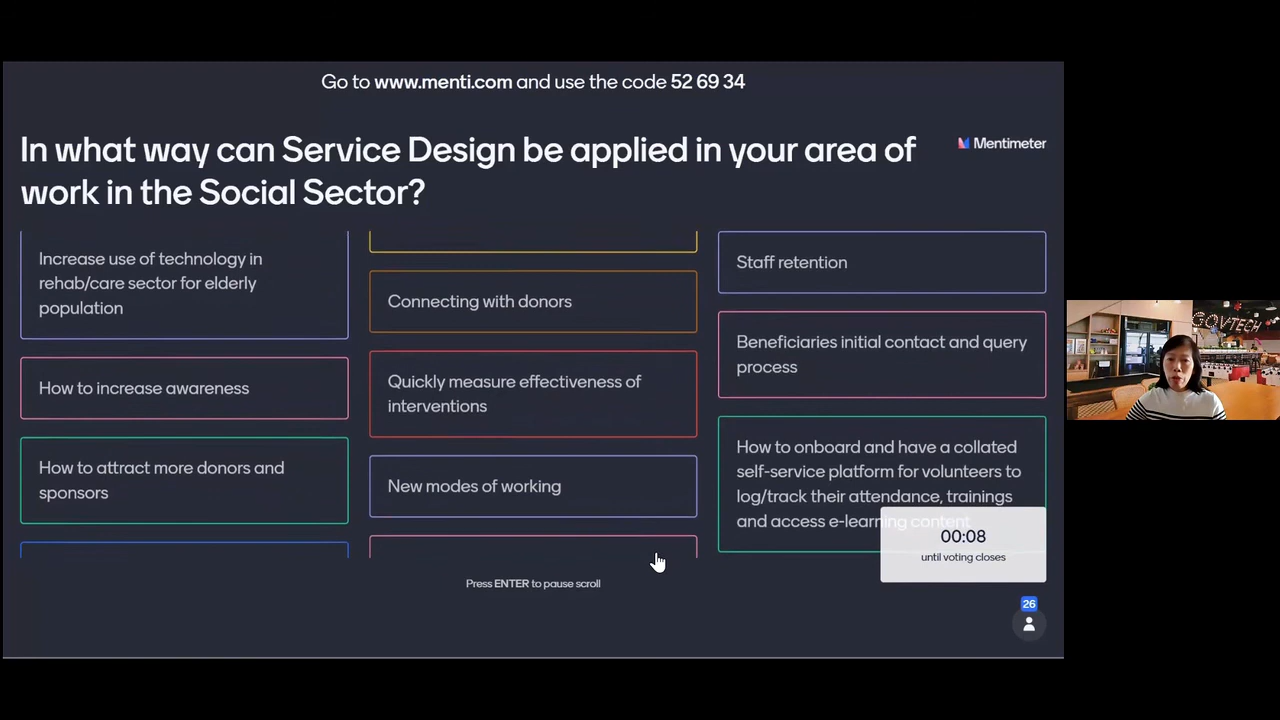 Go to www.menti.com and use the code 52 69 34
In what way can Service Design be applied in your area of
work in the Social Sector?
Mentimeter
Increase use of technology in
rehab/care sector for elderly
population
How to increase awareness
How to attract more donors and
sponsors
Connecting with donors
Quickly measure effectiveness of
interventions
New modes of working
Staff retention
Beneficiaries initial contact and query
process
How to onboard and have a collated
self-service platform for volunteers to
log/track their attendance, trainings
and access e-learning content
00:08
until voting closes
Press ENTER to pause scroll
26
GOVTECH